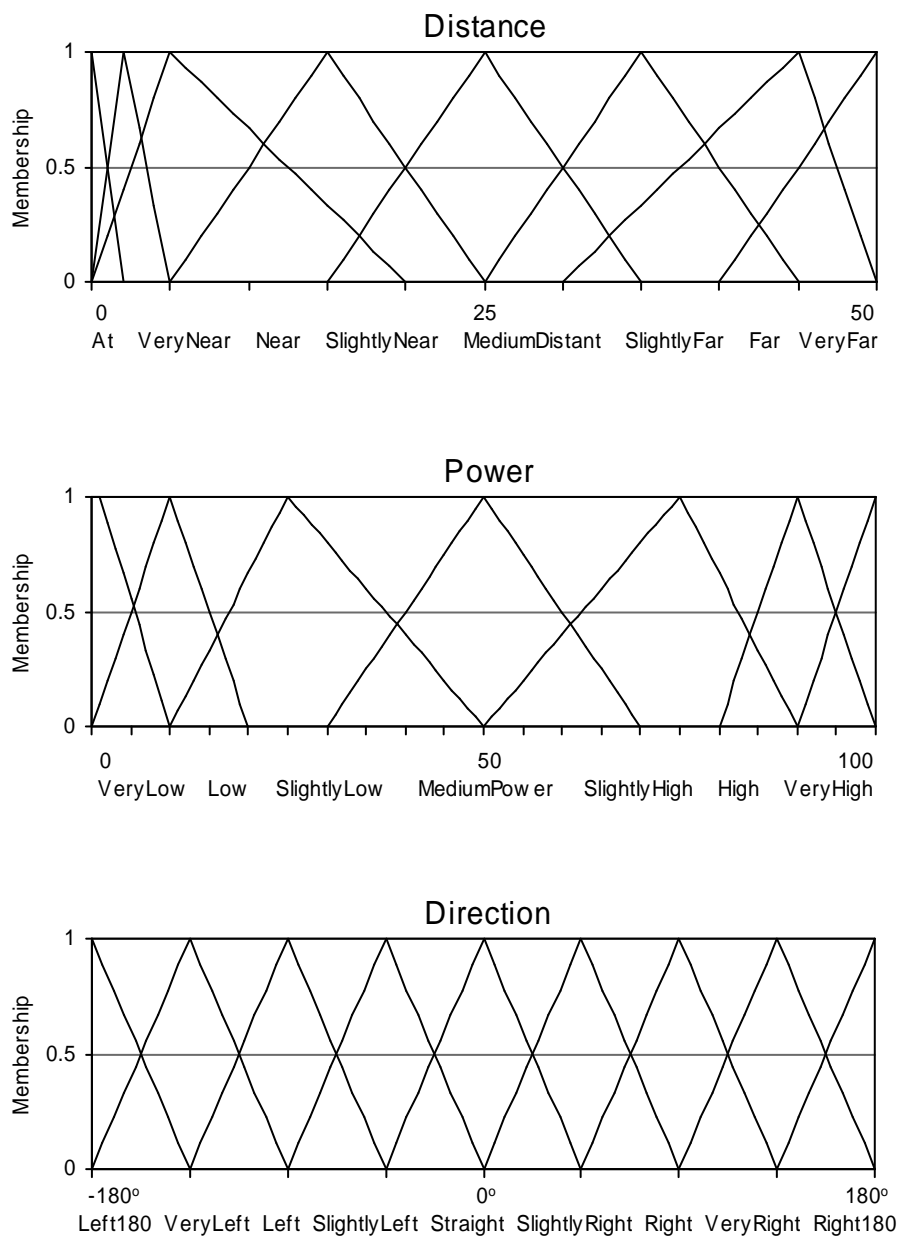 Distance
Membership
1
0.5
0
0 25 50
At VeryNear Near SlightlyNear MediumDistant SlightlyFar Far VeryFar
Power
Membership
1
0.5
0
0 50 100
VeryLow Low SlightlyLow MediumPower SlightlyHigh High VeryHigh
Direction
Membership
1
0.5
0
-180° 0° 180°
Left180 VeryLeft Left SlightlyLeft Straight SlightlyRight Right VeryRight Right180